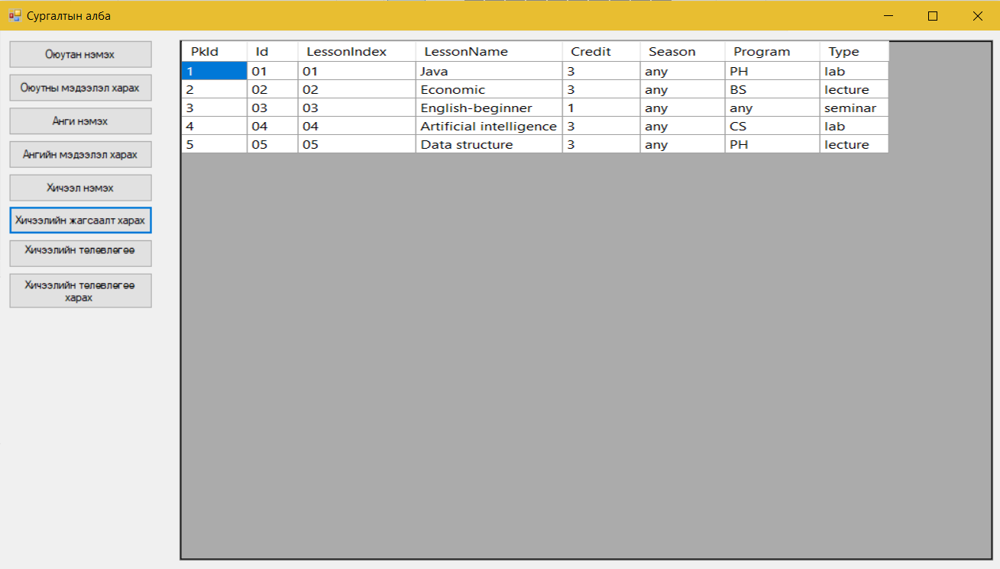 Сургалтын алба
Оюутан нэмэх
Оюутны мэдээлэл харах
Анги нэмэх
Ангийн мэдээлэл харах
Хичээл нэмэх
Хичээлийн жагсаалт харах
Хичээлийн төлөвлөгөө
Хичээлийн төлөвлөгөө
харах
PkId Id LessonIndex LessonName Credit Season Program Type
1 01 01 Java 3 any PH lab
2 02 02 Economic 3 any BS lecture
3 03 03 English-beginner 1 any any seminar
4 04 04 Artificial intelligence 3 any CS lab
5 05 05 Data structure 3 any PH lecture